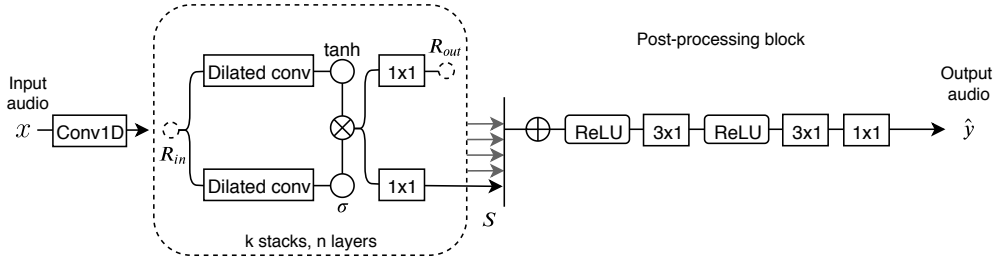 Input
audio
x
Conv1D
R_in
Dilated conv
tanh
Dilated conv
σ
1x1
R_out
1x1
k stacks, n layers
S
Post-processing block
ReLU
3x1
ReLU
3x1
1x1
Output
audio
ŷ